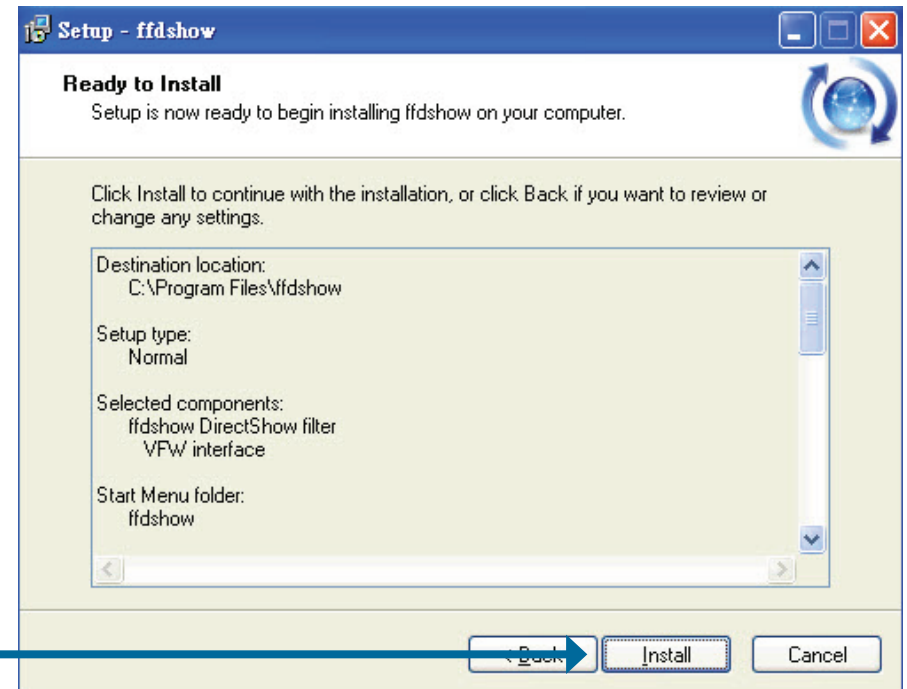 Setup - ffdshow
Ready to Install
Setup is now ready to begin installing ffdshow on your computer.
Click Install to continue with the installation, or click Back if you want to review or
change any settings.
Destination location:
C:\Program Files\ffdshow
Setup type:
Normal
Selected components:
ffdshow DirectShow filter
VFW interface
Start Menu folder:
ffdshow
< Back Install Cancel